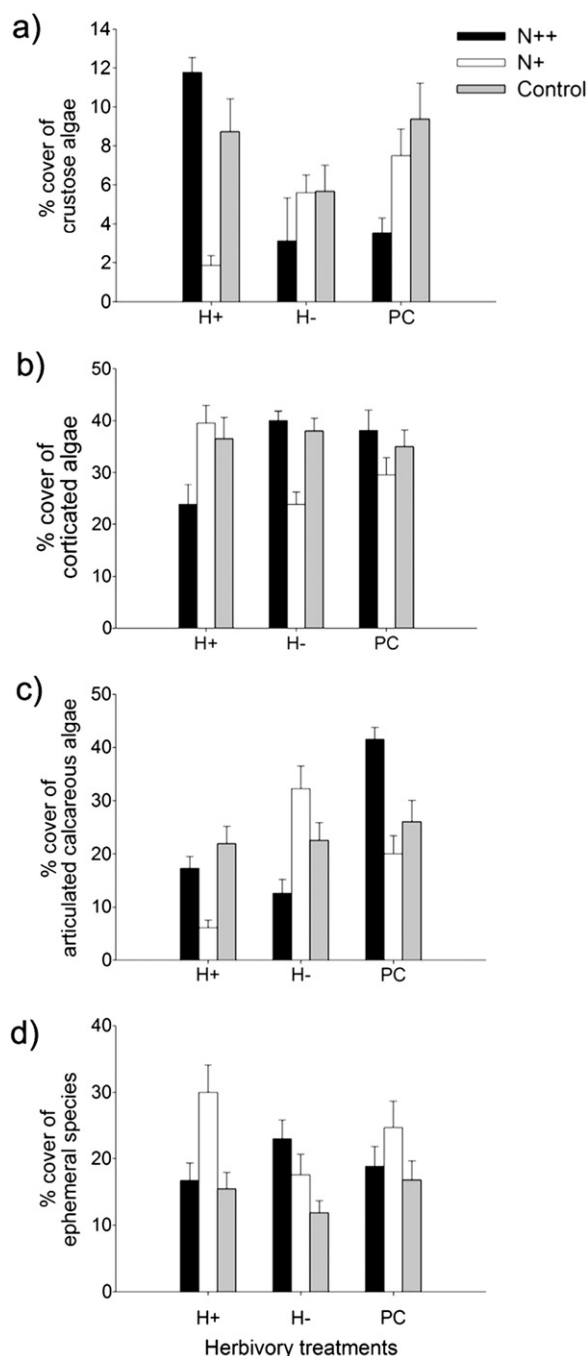 a)
N++
N+
Control
% cover of
crustose algae
14
12
10
8
6
4
2
0
H+ H- PC
b)
% cover of
corticated algae
50
40
30
20
10
0
H+ H- PC
c)
% cover of
articulated calcareous algae
50
40
30
20
10
0
H+ H- PC
d)
% cover of
ephemeral species
40
30
20
10
0
H+ H- PC
Herbivory treatments